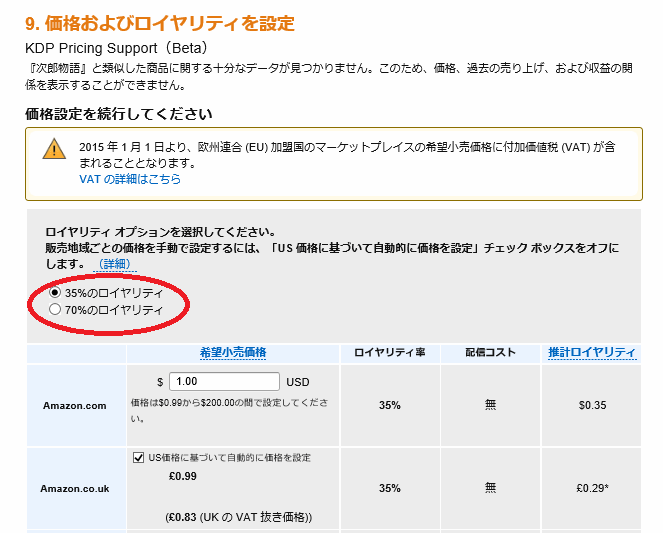 9. 価格およびロイヤリティを設定
KDP Pricing Support（Beta）
『次郎物語』と類似した商品に関する十分なデータが見つかりません。このため、価格、過去の売り上げ、および収益の関
係を表示することができません。
価格設定を続行してください
2015 年 1 月 1 日より、欧州連合 (EU) 加盟国のマーケットプレイスの希望小売価格に付加価値税 (VAT) が含
まれることとなります。
VAT の詳細はこちら
ロイヤリティ オプションを選択してください。
販売地域ごとの価格を手動で設定するには、「US 価格に基づいて自動的に価格を設定」チェック ボックスをオフに
します。 （詳細）
35%のロイヤリティ
70%のロイヤリティ
希望小売価格 ロイヤリティ率 配信コスト 推計ロイヤリティ
$ 1.00 USD
価格は$0.99から$200.00の間で設定してくださ
い。
Amazon.com 35% 無 $0.35
US価格に基づいて自動的に価格を設定
£0.99
Amazon.co.uk 35% 無 £0.29*
(£0.83 (UK の VAT 抜き価格))